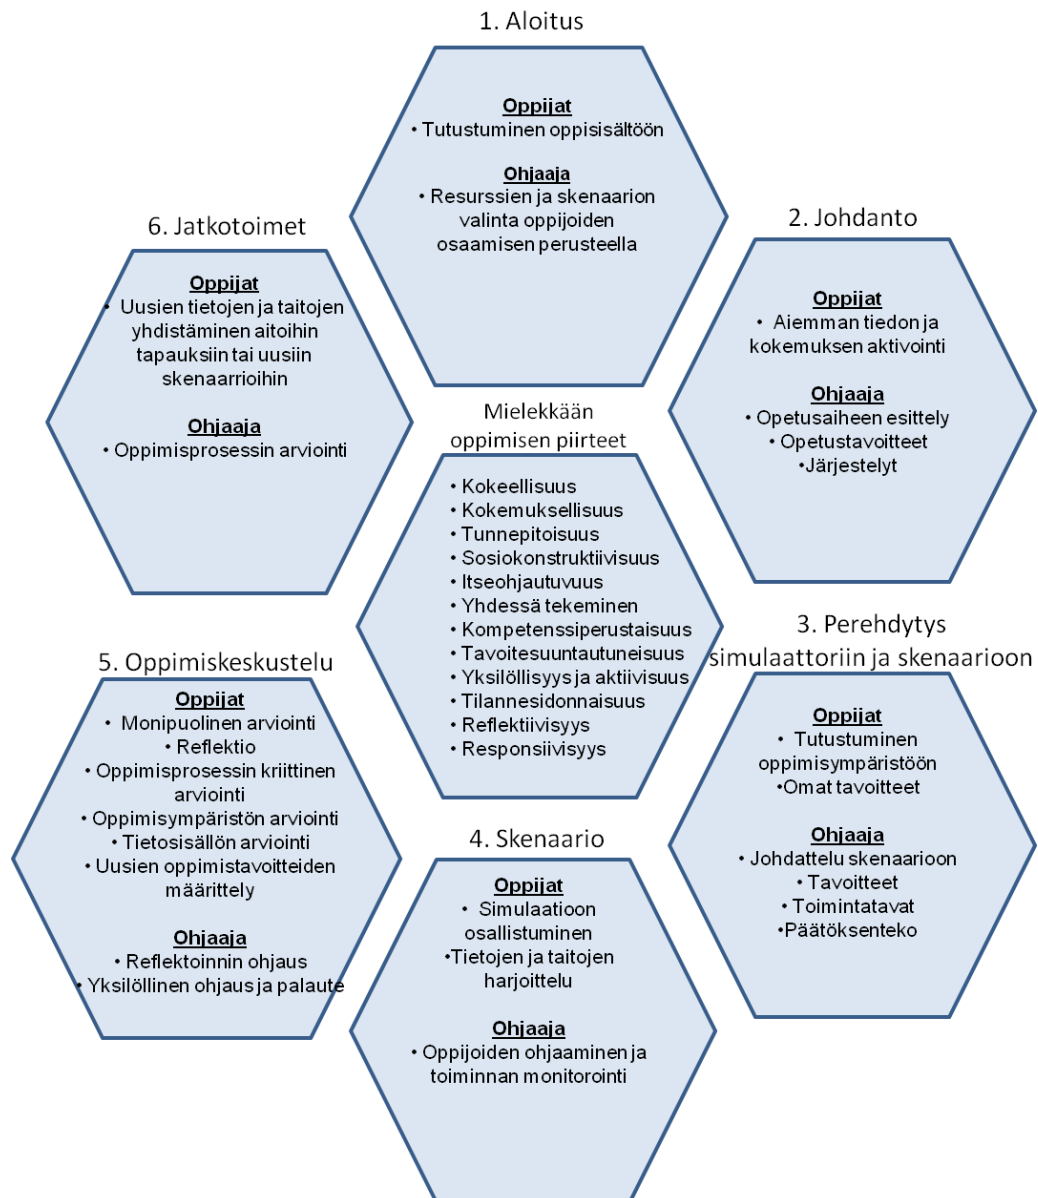 1. Aloitus
Oppijat
• Tutustuminen oppisisältöön
Ohjaaja
• Resurssien ja skenaarion
valinta oppijoiden
osaamisen perusteella
2. Johdanto
Oppijat
• Aiemman tiedon ja
kokemuksen aktivointi
Ohjaaja
• Opetusaiheen esittely
• Opetustavoitteet
•Järjestelyt
3. Perehdytys
simulaattoriin ja skenaarioon
Oppijat
• Tutustuminen
oppimisympäristöön
•Omat tavoitteet
Ohjaaja
• Johdattelu skenaarioon
• Tavoitteet
• Toimintatavat
•Päätöksenteko
4. Skenaario
Oppijat
• Simulaatioon
osallistuminen
•Tietojen ja taitojen
harjoittelu
Ohjaaja
• Oppijoiden ohjaaminen ja
toiminnan monitorointi
5. Oppimiskeskustelu
Oppijat
• Monipuolinen arviointi
• Reflektio
• Oppimisprosessin kriittinen
arviointi
• Oppimisympäristön arviointi
• Tietosisällön arviointi
• Uusien oppimistavoitteiden
määrittely
Ohjaaja
• Reflektoinnin ohjaus
• Yksilöllinen ohjaus ja palaute
6. Jatkotoimet
Oppijat
• Uusien tietojen ja taitojen
yhdistäminen aitoihin
tapauksiin tai uusiin
skenaarrioihin
Ohjaaja
• Oppimisprosessin arviointi
Mielekkään
oppimisen piirteet
• Kokeellisuus
• Kokemuksellisuus
• Tunnepitoisuus
• Sosiokonstruktiivisuus
• Itseohjautuvuus
• Yhdessä tekeminen
• Kompetenssiperustaisuus
• Tavoitesuuntautuneisuus
• Yksilöllisyys ja aktiivisuus
• Tilannesidonnaisuus
• Reflektiivisyys
• Responsiivisyys